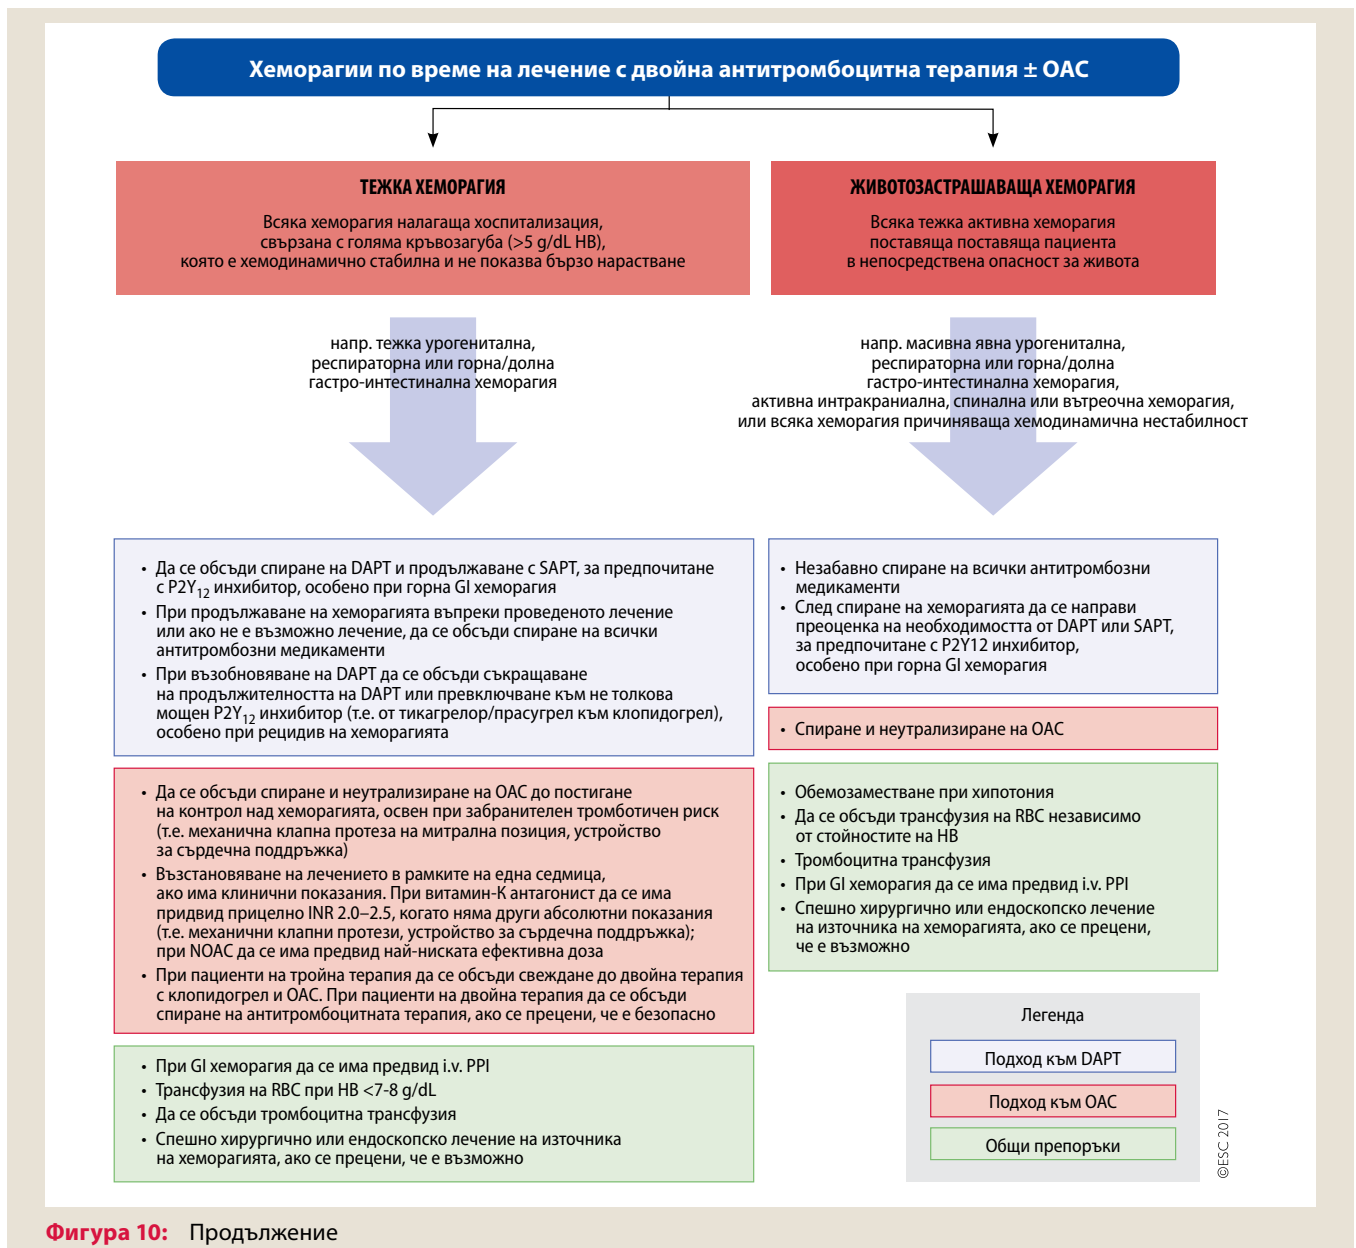 Хеморагии по време на лечение с двойна антитромбоцитна терапия ± ОАС
ТЕЖКА ХЕМОРАГИЯ
Всяка хеморагия налагаща хоспитализация,
свързана с голяма кръвозагуба (>5 g/dL HB),
която е хемодинамично стабилна и не показва бързо нарастване
напр. тежка урогенитална,
респираторна или горна/долна
гастро-интестинална хеморагия
• Да се обсъди спиране на DAPT и продължаване с SAPT, за предпочитане
с P2Y12 инхибитор, особено при горна GI хеморагия
• При продължаване на хеморагията въпреки проведеното лечение
или ако не е възможно лечение, да се обсъди спиране на всички
антитромбозни медикаменти
• При възобновяване на DAPT да се обсъди съкращаване
на продължителността на DAPT или превключване към не толкова
мощен P2Y12 инхибитор (т.е. от тикагрелор/прасугрел към клопидогрел),
особено при рецидив на хеморагията
• Да се обсъди спиране и неутрализиране на ОАС до постигане
на контрол над хеморагията, освен при забранителен тромботичен риск
(т.е. механична клапна протеза на митрална позиция, устройство
за сърдечна поддръжка)
• Възстановяване на лечението в рамките на една седмица,
ако има клинични показания. При витамин-К антагонист да се има
придвид прицелно INR 2.0–2.5, когато няма други абсолютни показания
(т.е. механични клапни протези, устройство за сърдечна поддръжка);
при NOAC да се има предвид най-ниската ефективна доза
• При пациенти на тройна терапия да се обсъди свеждане до двойна терапия
с клопидогрел и ОАС. При пациенти на двойна терапия да се обсъди
спиране на антитромбоцитната терапия, ако се прецени, че е безопасно
• При GI хеморагия да се има предвид i.v. PPI
• Трансфузия на RBC при HB <7-8 g/dL
• Да се обсъди тромбоцитна трансфузия
• Спешно хирургично или ендоскопско лечение на източника
на хеморагията, ако се прецени, че е възможно
ЖИВОТОЗАСТРАШАВАЩА ХЕМОРАГИЯ
Всяка тежка активна хеморагия
поставяща поставяща пациента
в непосредствена опасност за живота
напр. масивна явна урогенитална,
респираторна или горна/долна
гастро-интестинална хеморагия,
активна интракраниална, спинална или вътреочна хеморагия,
или всяка хеморагия причиняваща хемодинамична нестабилност
• Незабавно спиране на всички антитромбозни
медикаменти
• След спиране на хеморагията да се направи
преоценка на необходимостта от DAPT или SAPT,
за предпочитане с P2Y12 инхибитор,
особено при горна GI хеморагия
• Спиране и неутрализиране на ОАС
• Обемозаместване при хипотония
• Да се обсъди трансфузия на RBC независимо
от стойностите на HB
• Тромбоцитна трансфузия
• При GI хеморагия да се има предвид i.v. PPI
• Спешно хирургично или ендоскопско лечение
на източника на хеморагията, ако се прецени,
че е възможно
Легенда
Подход към DAPT
Подход към ОАС
Общи препоръки
©ESC 2017
Фигура 10: Продължение